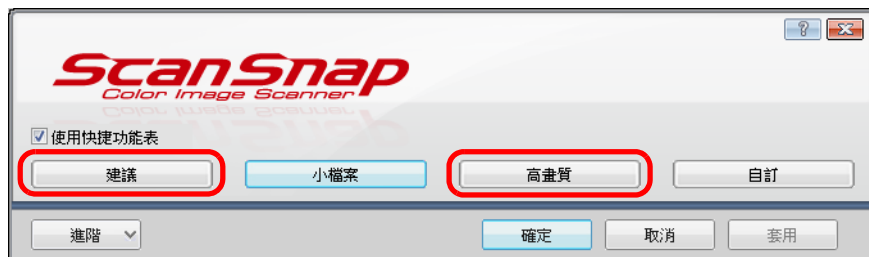 ?
ScanSnap
Color Image Scanner
使用快捷功能表
建議 小檔案 高畫質 自訂
進階 確定 取消 套用